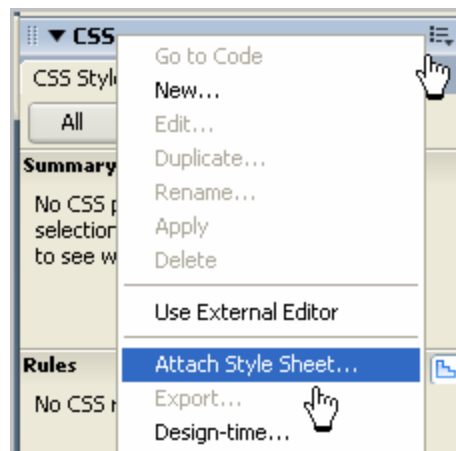 CSS
CSS Styl
All
Summary
No CSS p
selection
to see w
Rules
No CSS r
Go to Code
New...
Edit...
Duplicate...
Rename...
Apply
Delete
Use External Editor
Attach Style Sheet...
Export...
Design-time...